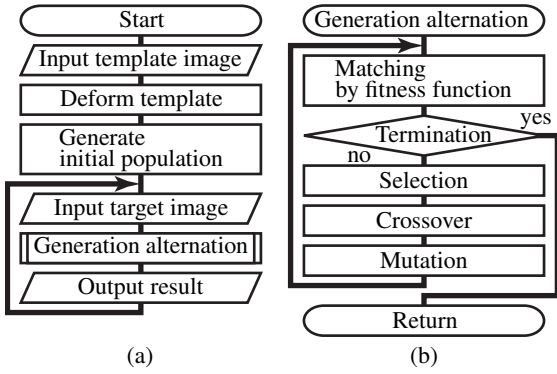 Start
Input template image
Deform template
Generate
initial population
Input target image
Generation alternation
Output result
(a)
Generation alternation
Matching
by fitness function
Termination
yes
no
Selection
Crossover
Mutation
Return
(b)